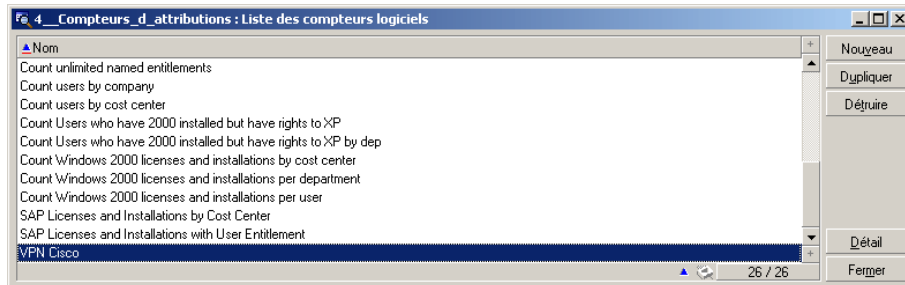 4__Compteurs_d_attributions : Liste des compteurs logiciels
Nom
Nouveau
Count unlimited named entitlements
Count users by company
Dupliquer
Count users by cost center
Détruire
Count Users who have 2000 installed but have rights to XP
Count Users who have 2000 installed but have rights to XP by dep
Count Windows 2000 licenses and installations by cost center
Count Windows 2000 licenses and installations per department
Count Windows 2000 licenses and installations per user
SAP Licenses and Installations by Cost Center
SAP Licenses and Installations with User Entitlement
Détail
VPN Cisco
26 / 26
Fermer